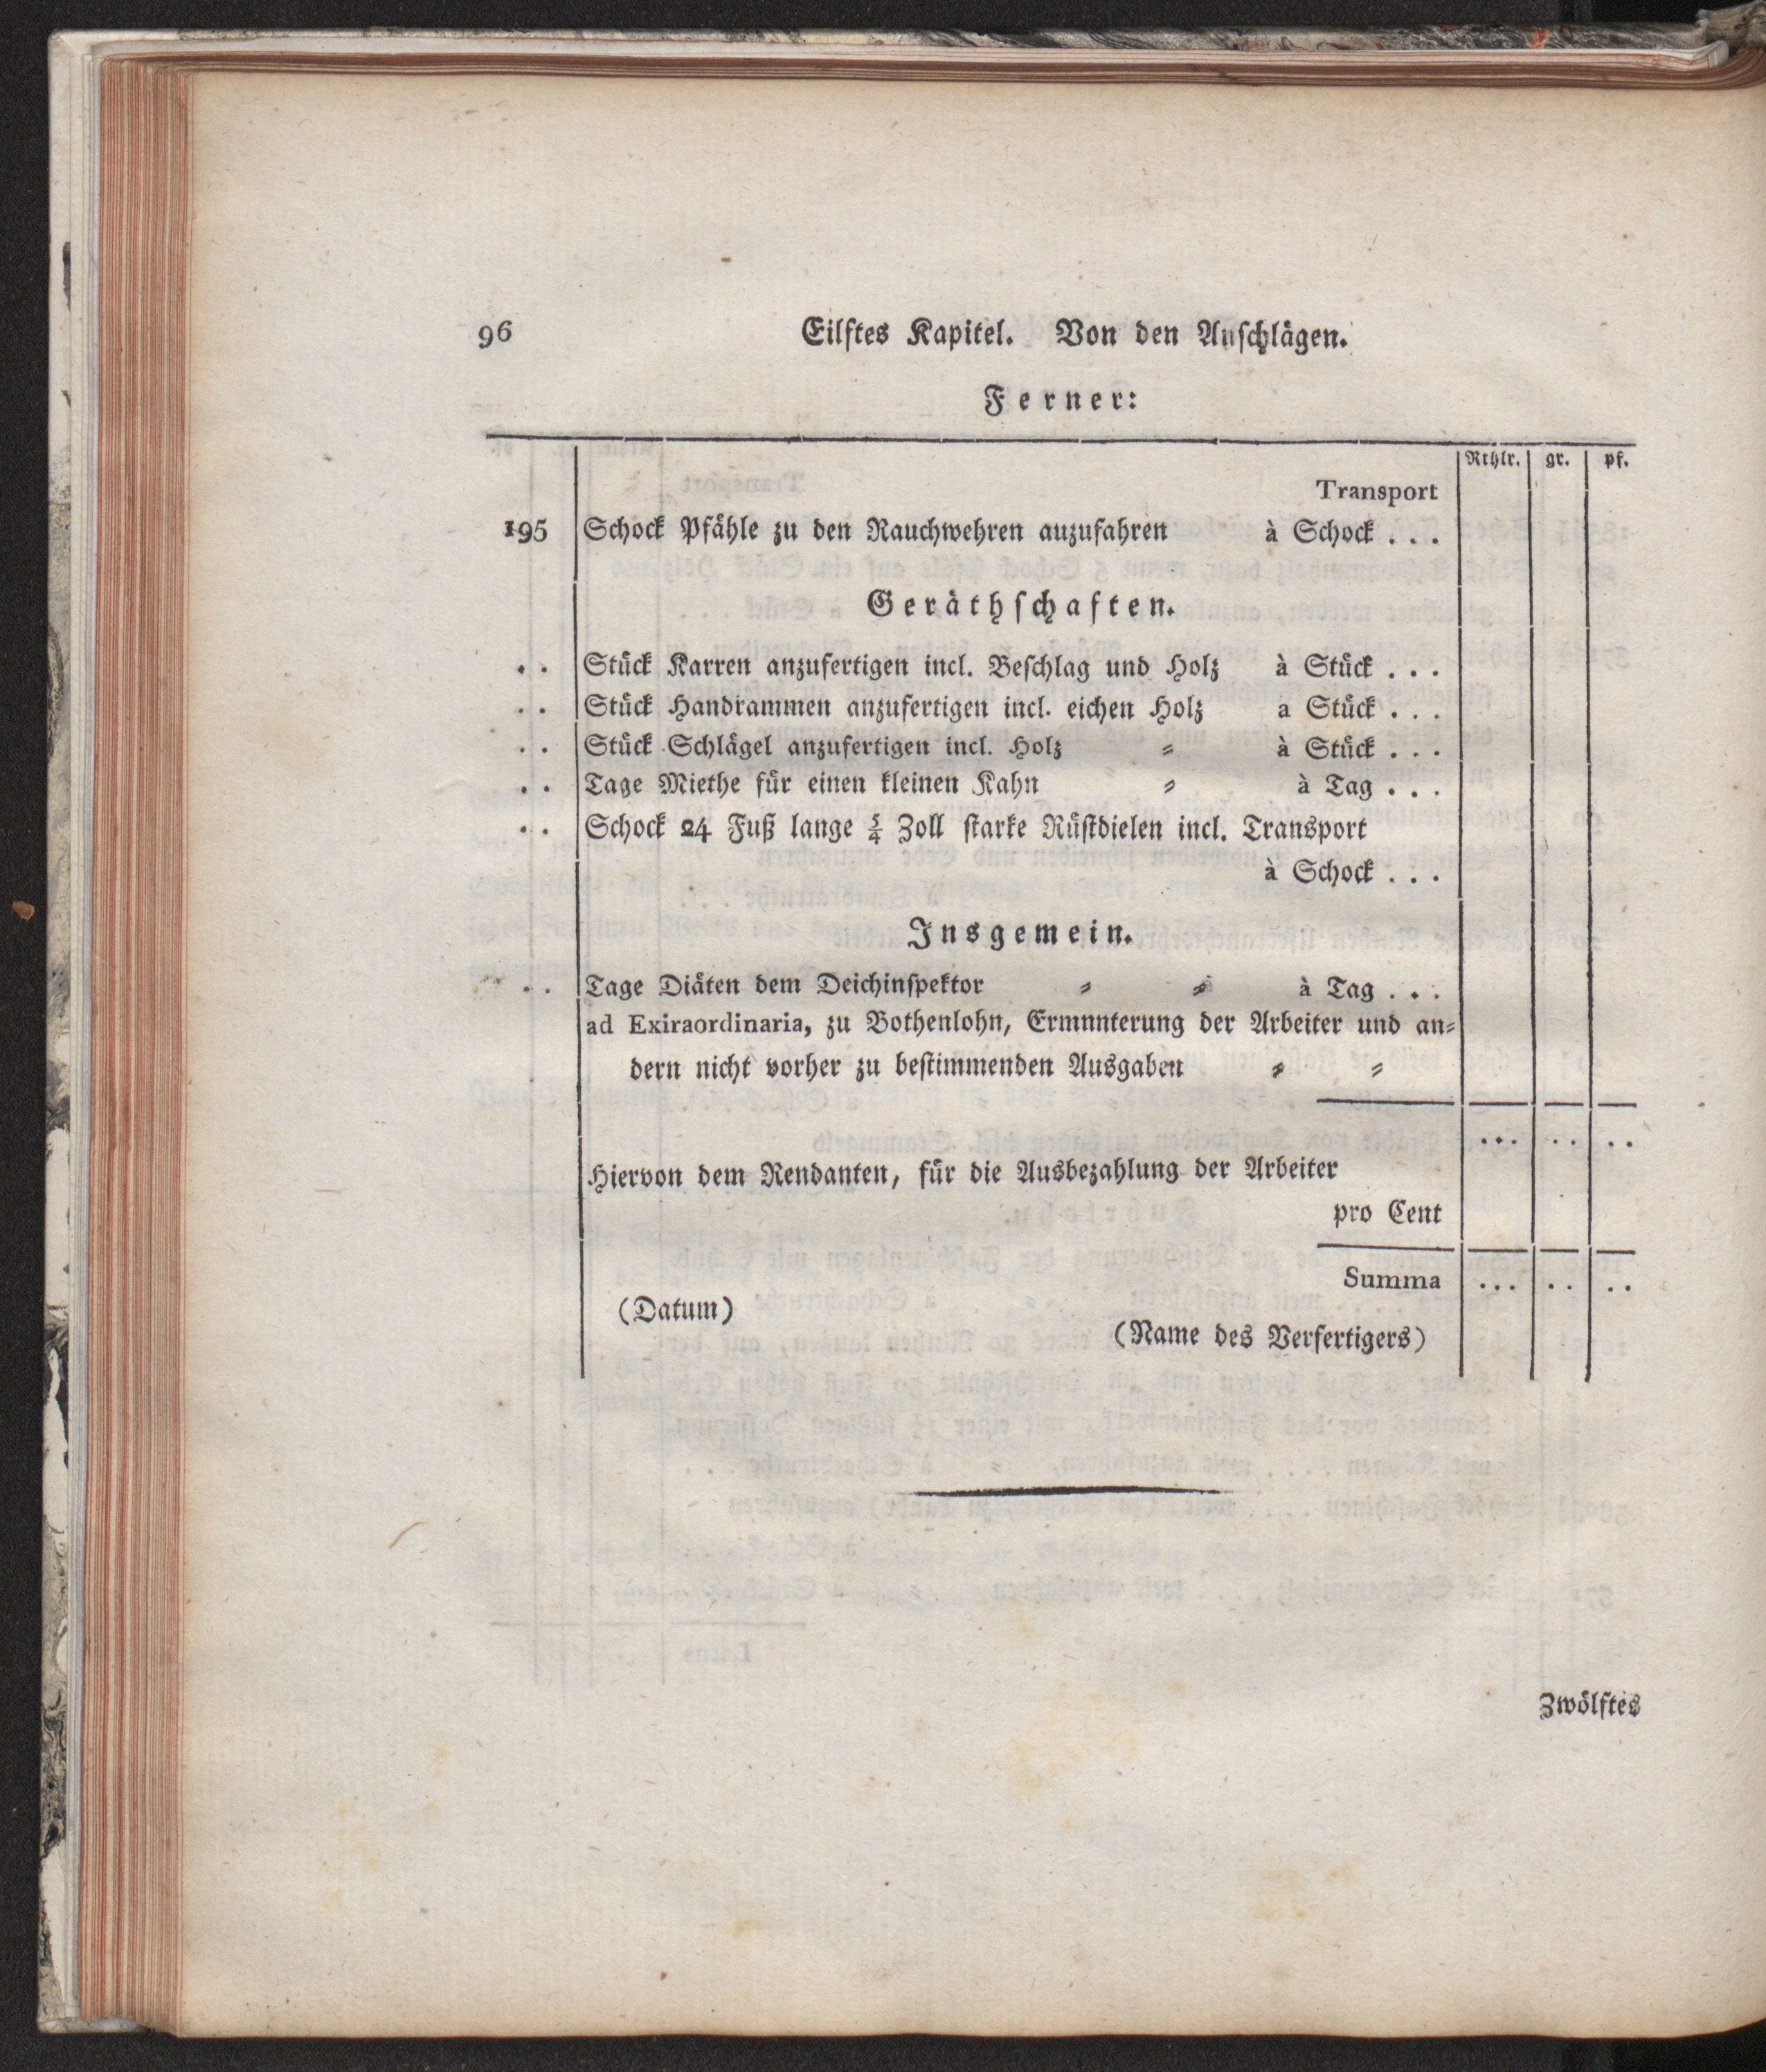 96 Eilftes Kapitel. Von den Anschlägen.
Ferner:
Rthlr. gr. pf.
Transport
195 Schock Pfähle zu den Rauchwehren anzufahren à Schock . . .
Geräthschaften.
. . Stück Karren anzufertigen incl. Beschlag und Holz à Stück . . .
. . Stück Handrammen anzufertigen incl. eichen Holz a Stück . . .
. . Stück Schlägel anzufertigen incl. Holz = à Stück . . .
. . Tage Miethe für einen kleinen Kahn = à Tag . . .
. . Schock 24 Fuß lange 5/4 Zoll starke Rüstdielen incl. Transport
à Schock . . .
Insgemein.
. . Tage Diäten dem Deichinspektor = = à Tag . . .
ad Exiraordinaria, zu Bothenlohn, Ermnnterung der Arbeiter und an=
dern nicht vorher zu bestimmenden Ausgaben = =
. . . . . . .
Hiervon dem Rendanten, für die Ausbezahlung der Arbeiter
pro Cent
Summa . . . . . . .
(Datum)
(Name des Verfertigers)
Zwölftes